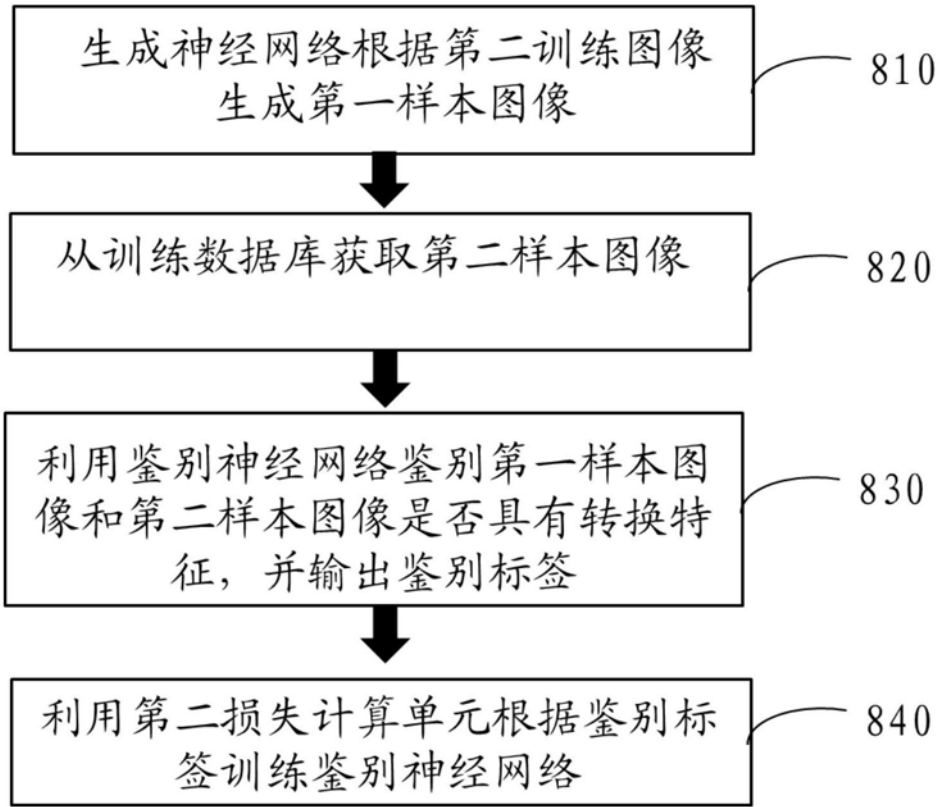 生成神经网络根据第二训练图像
生成第一样本图像
810
从训练数据库获取第二样本图像
820
利用鉴别神经网络鉴别第一样本图
像和第二样本图像是否具有转换特
征，并输出鉴别标签
830
利用第二损失计算单元根据鉴别标
签训练鉴别神经网络
840